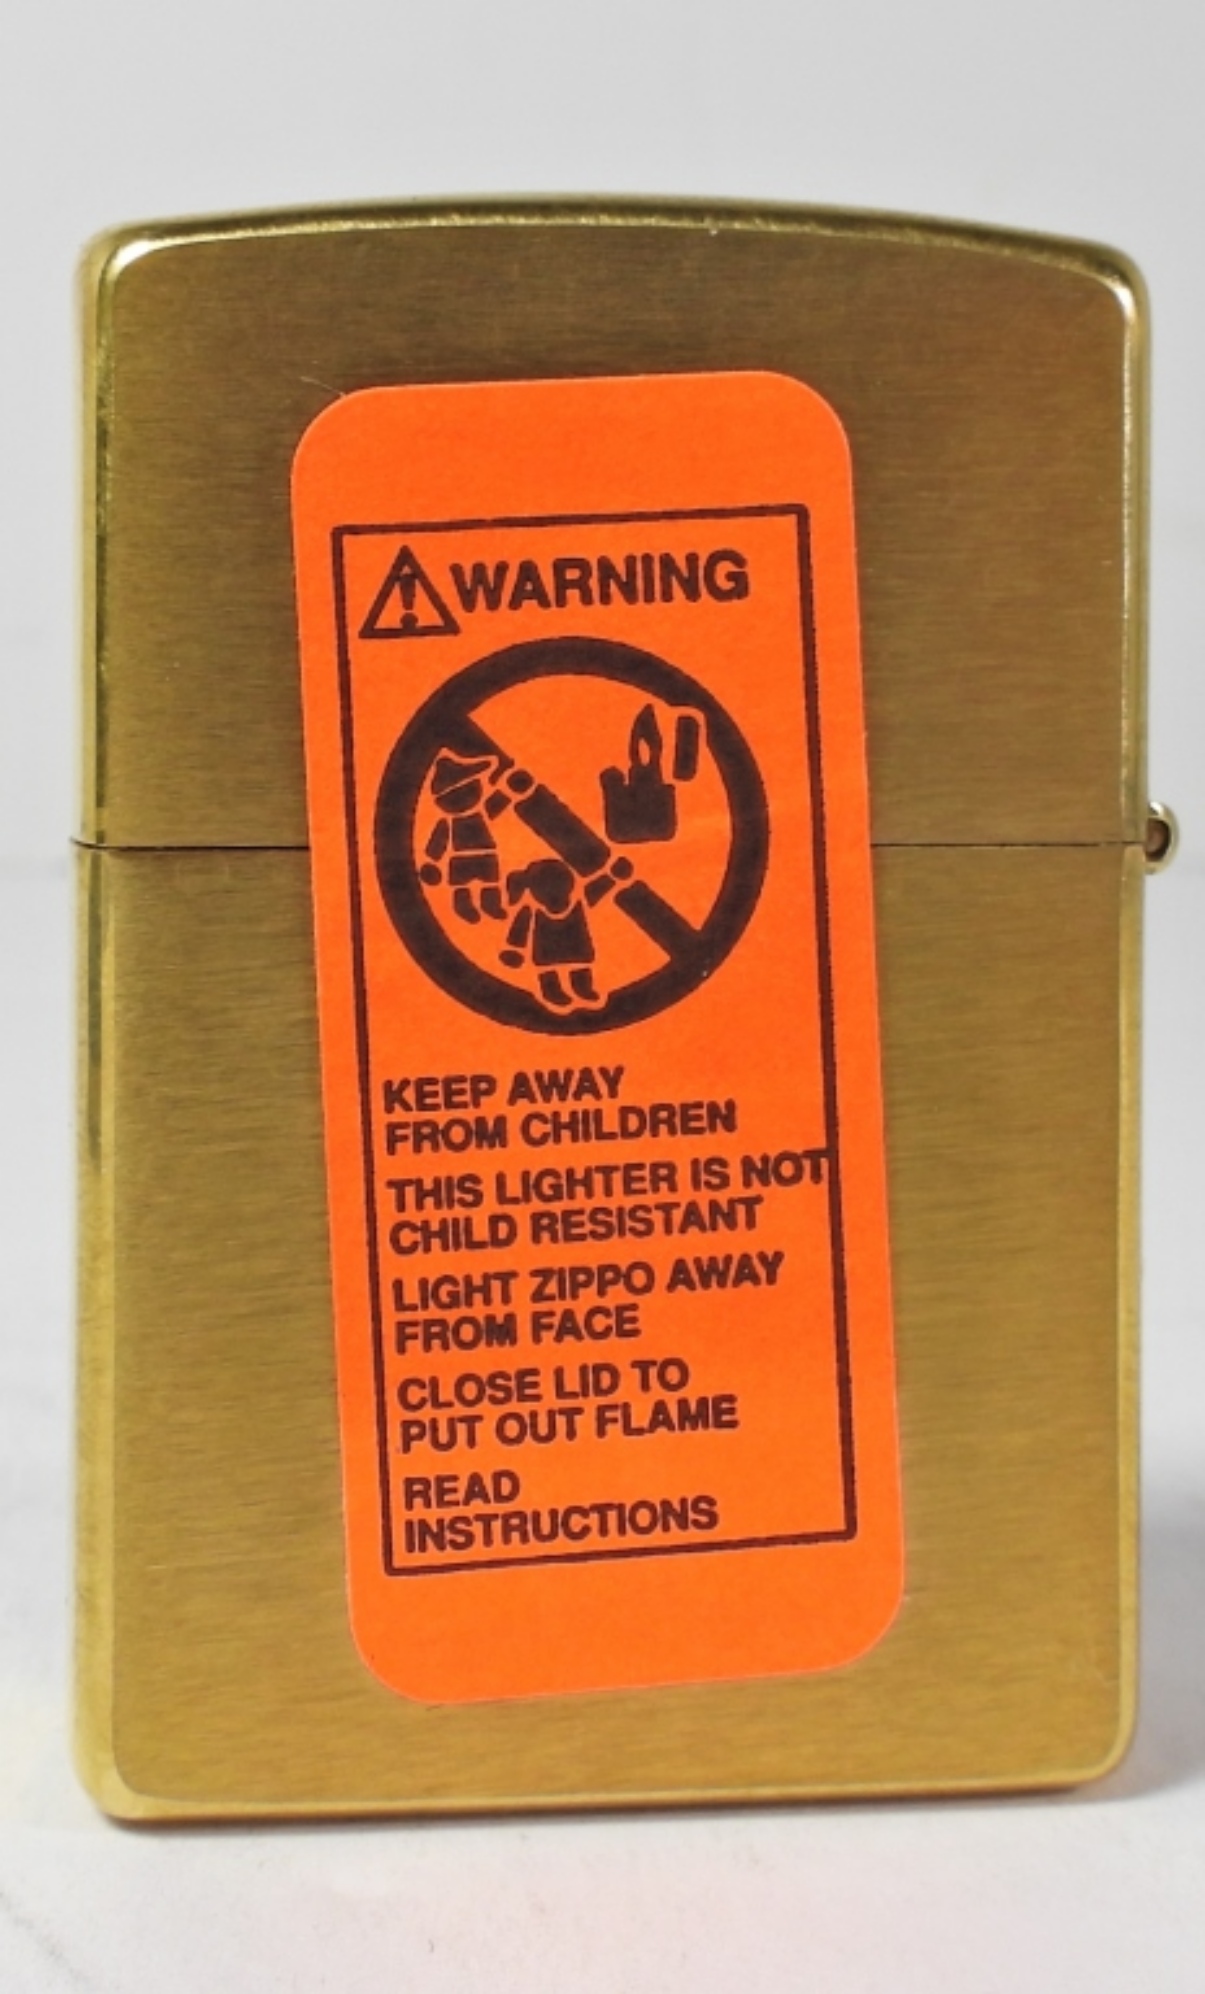 WARNING
KEEP AWAY
FROM CHILDREN
THIS LIGHTER IS NOT
CHILD RESISTANT
LIGHT ZIPPO AWAY
FROM FACE
CLOSE LID TO
PUT OUT FLAME
READ
INSTRUCTIONS